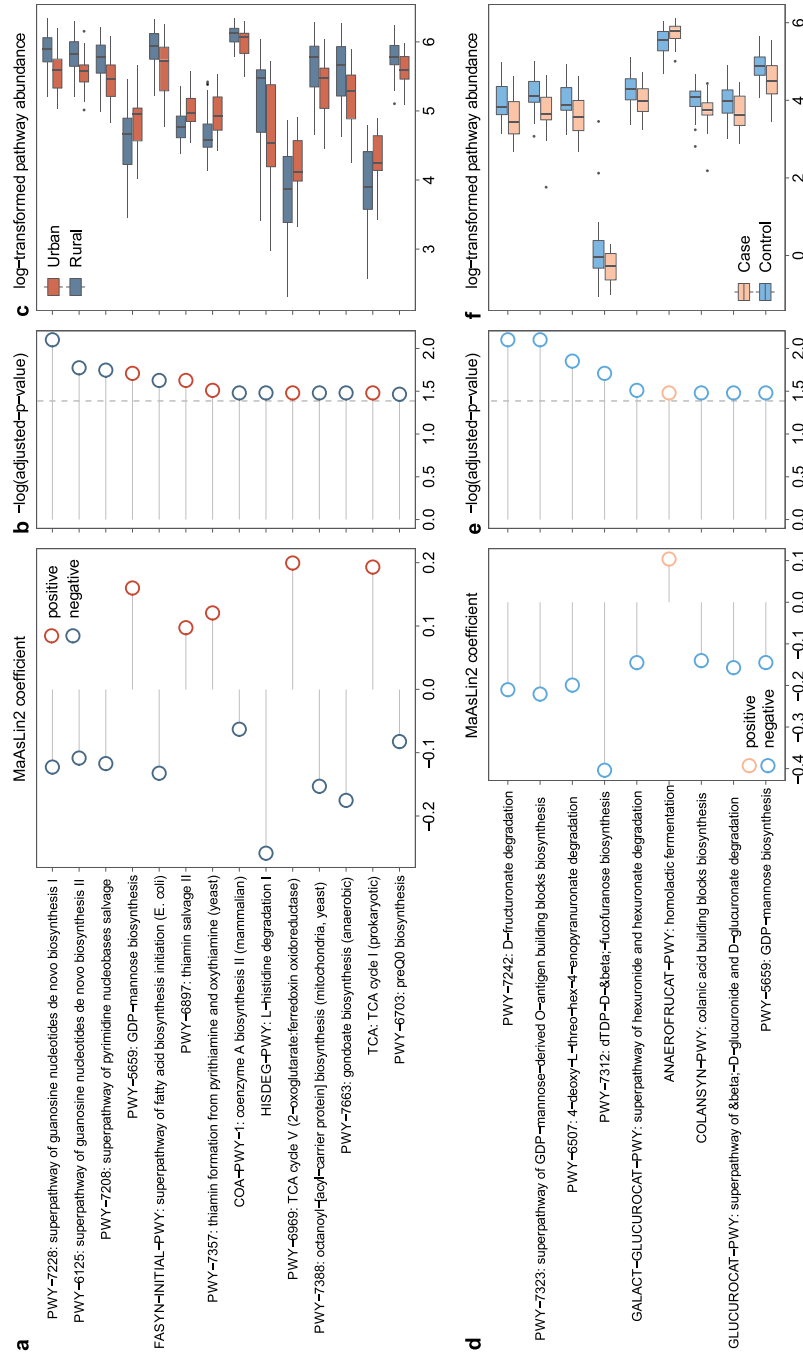 a
PWY−7228: superpathway of guanosine nucleotides de novo biosynthesis I
PWY−6125: superpathway of guanosine nucleotides de novo biosynthesis II
PWY−7208: superpathway of pyrimidine nucleobases salvage
PWY−5659: GDP−mannose biosynthesis
FASYN−INITIAL−PWY: superpathway of fatty acid biosynthesis initiation (E. coli)
PWY−6897: thiamin salvage II
PWY−7357: thiamin formation from pyrithiamine and oxythiamine (yeast)
COA−PWY−1: coenzyme A biosynthesis II (mammalian)
HISDEG−PWY: L−histidine degradation I
PWY−6969: TCA cycle V (2−oxoglutarate:ferredoxin oxidoreductase)
PWY−7388: octanoyl−[acyl−carrier protein] biosynthesis (mitochondria, yeast)
PWY−7663: gondoate biosynthesis (anaerobic)
TCA: TCA cycle I (prokaryotic)
PWY−6703: preQ0 biosynthesis
MaAsLin2 coefficient
positive
negative
−0.2 −0.1 0.0 0.1 0.2
b
−log(adjusted−p−value)
0.0 0.5 1.0 1.5 2.0
c
log−transformed pathway abundance
Urban
Rural
3 4 5 6
d
PWY−7242: D−fructuronate degradation
PWY−7323: superpathway of GDP−mannose−derived O−antigen building blocks biosynthesis
PWY−6507: 4−deoxy−L−threo−hex−4−enopyranuronate degradation
PWY−7312: dTDP−D−&beta;−fucofuranose biosynthesis
GALACT−GLUCUROCAT−PWY: superpathway of hexuronide and hexuronate degradation
ANAEROFRUCAT−PWY: homolactic fermentation
COLANSYN−PWY: colanic acid building blocks biosynthesis
GLUCUROCAT−PWY: superpathway of &beta;−D−glucuronide and D−glucuronate degradation
PWY−5659: GDP−mannose biosynthesis
MaAsLin2 coefficient
positive
negative
−0.4 −0.3 −0.2 −0.1 0.0 0.1
e
−log(adjusted−p−value)
0.0 0.5 1.0 1.5 2.0
f
log−transformed pathway abundance
Case
Control
0 2 4 6